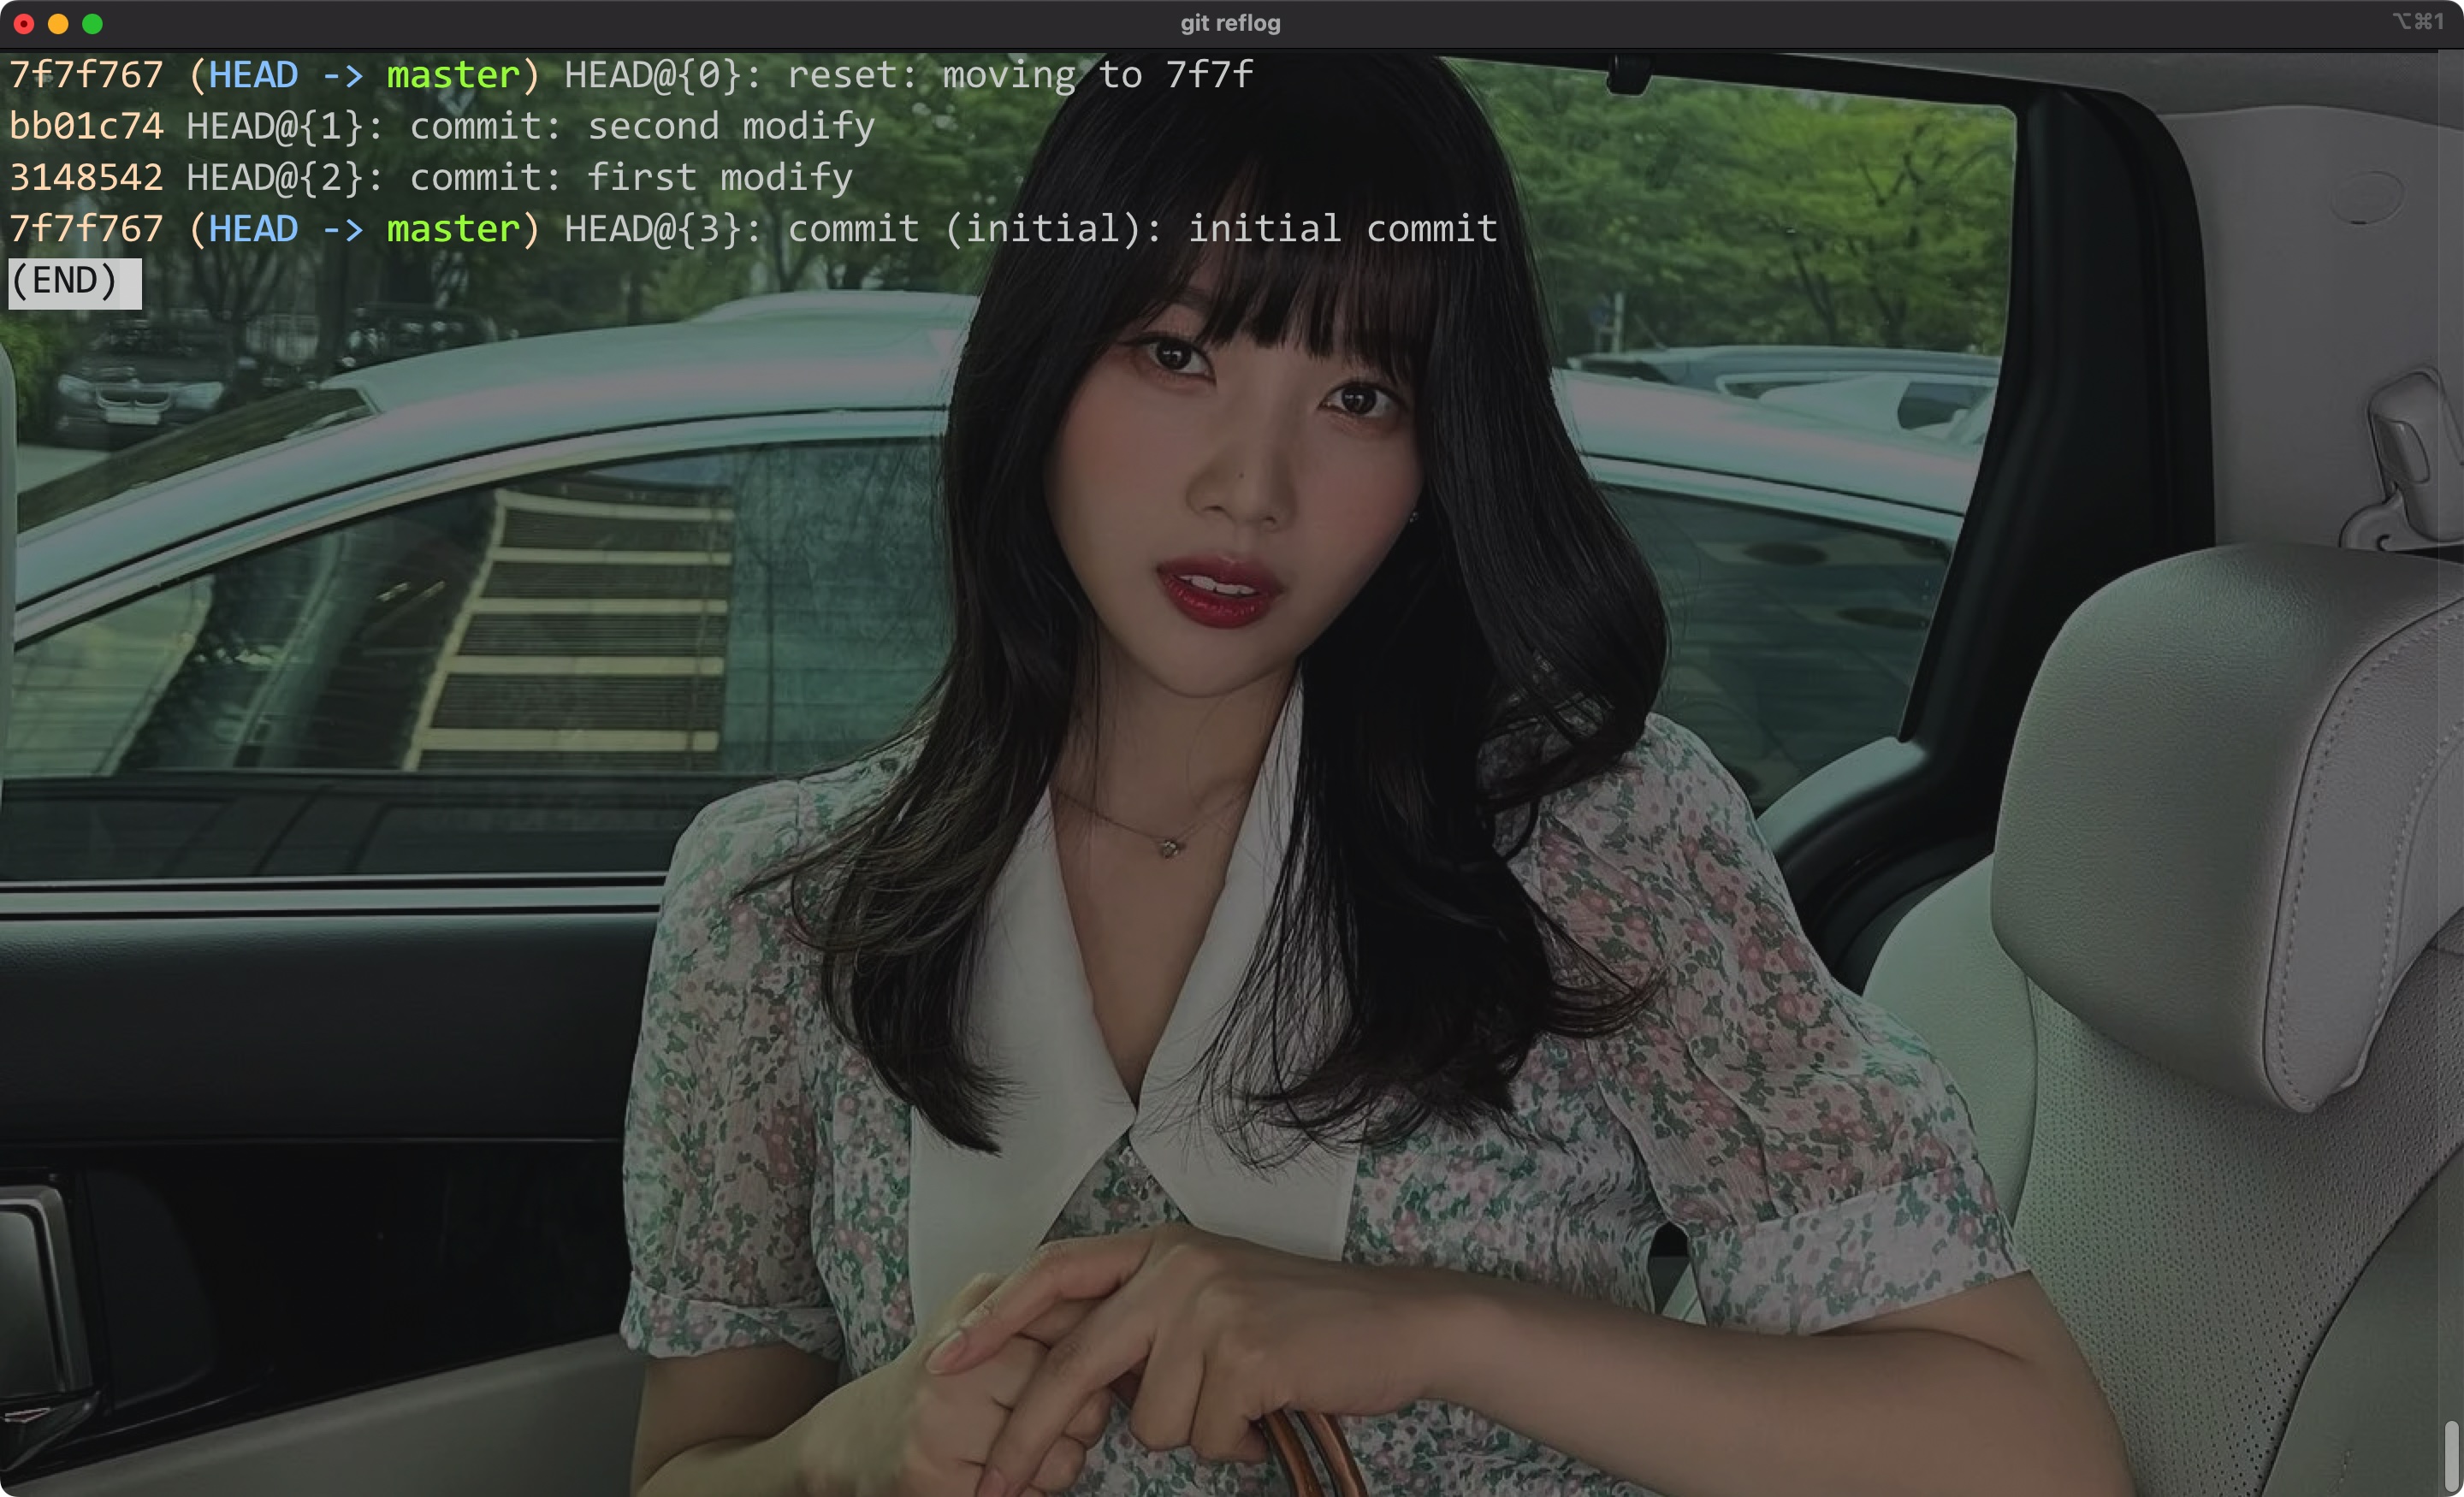 git reflog
⌥⌘1
7f7f767 (HEAD -> master) HEAD@{0}: reset: moving to 7f7f
bb01c74 HEAD@{1}: commit: second modify
3148542 HEAD@{2}: commit: first modify
7f7f767 (HEAD -> master) HEAD@{3}: commit (initial): initial commit
(END)